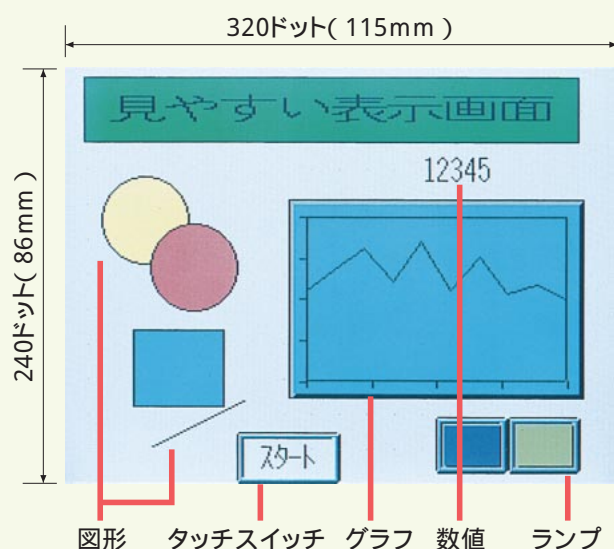 320ドット( 115mm )
240ドット( 86mm )
見やすい表示画面
12345
スタート
図形 タッチスイッチ グラフ 数値 ランプ